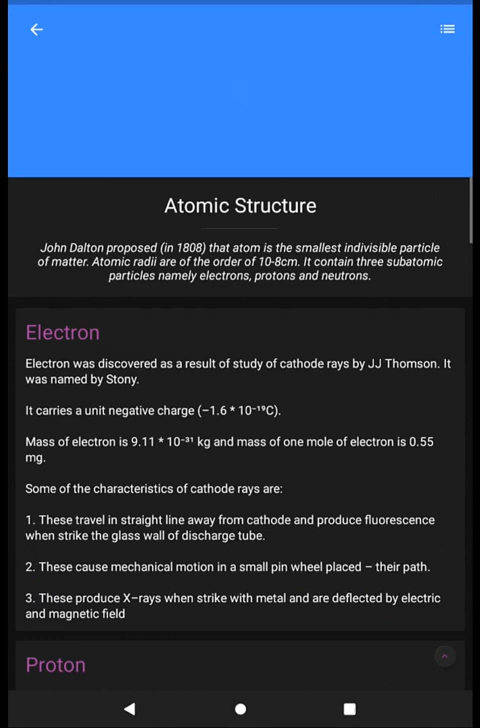 Atomic Structure
John Dalton proposed (in 1808) that atom is the smallest indivisible particle
of matter. Atomic radii are of the order of 10-8cm. It contain three subatomic
particles namely electrons, protons and neutrons.
Electron
Electron was discovered as a result of study of cathode rays by JJ Thomson. It
was named by Stony.
It carries a unit negative charge (−1.6 * 10⁻¹⁹C).
Mass of electron is 9.11 * 10⁻³¹ kg and mass of one mole of electron is 0.55
mg.
Some of the characteristics of cathode rays are:
1. These travel in straight line away from cathode and produce fluorescence
when strike the glass wall of discharge tube.
2. These cause mechanical motion in a small pin wheel placed – their path.
3. These produce X–rays when strike with metal and are deflected by electric
and magnetic field
Proton